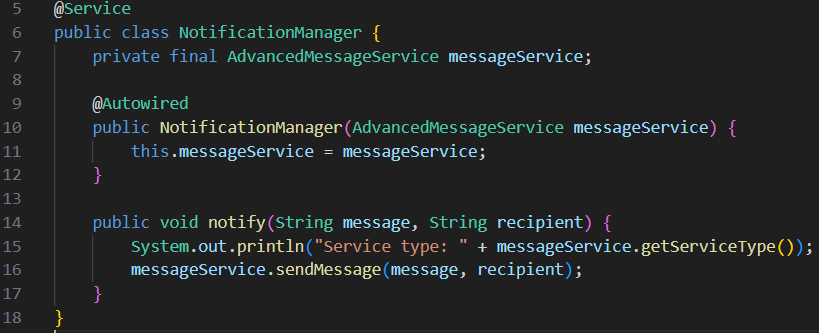 5 @Service
6 public class NotificationManager {
7 private final AdvancedMessageService messageService;
8
9 @Autowired
10 public NotificationManager(AdvancedMessageService messageService) {
11 this.messageService = messageService;
12 }
13
14 public void notify(String message, String recipient) {
15 System.out.println("Service type: " + messageService.getServiceType());
16 messageService.sendMessage(message, recipient);
17 }
18 }